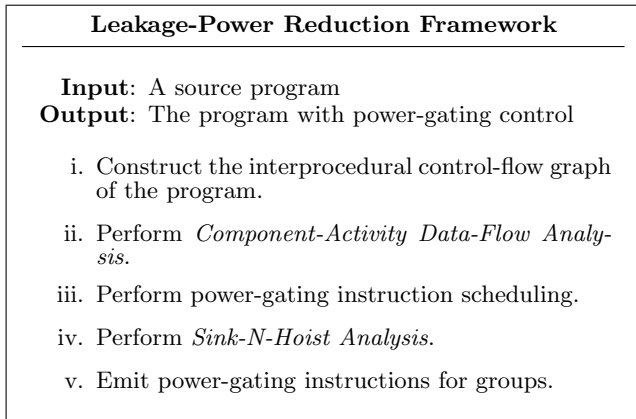 Leakage-Power Reduction Framework
Input: A source program
Output: The program with power-gating control
i. Construct the interprocedural control-flow graph
of the program.
ii. Perform Component-Activity Data-Flow Analy-
sis.
iii. Perform power-gating instruction scheduling.
iv. Perform Sink-N-Hoist Analysis.
v. Emit power-gating instructions for groups.